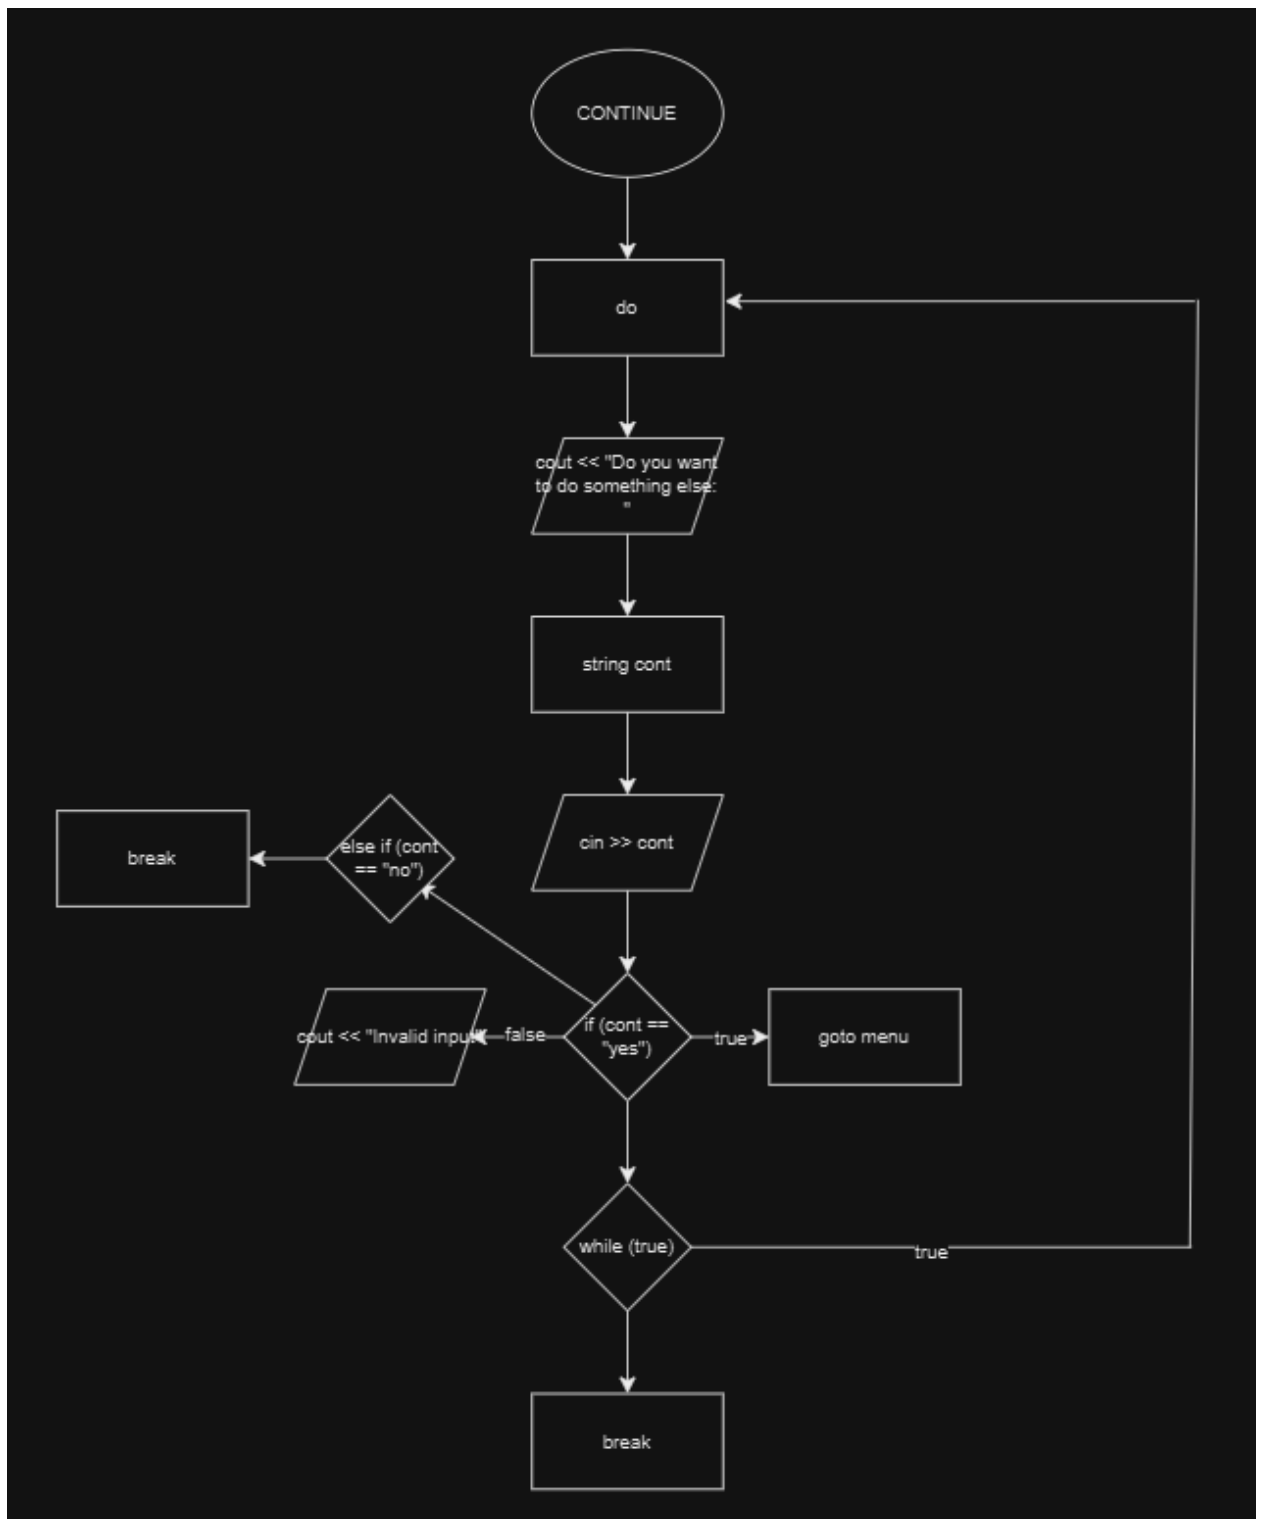 CONTINUE
do
cout << "Do you want
to do something else:
"
string cont
cin >> cont
else if (cont
== "no")
break
if (cont ==
"yes")
true
goto menu
false
cout << "Invalid input"
while (true)
true
break